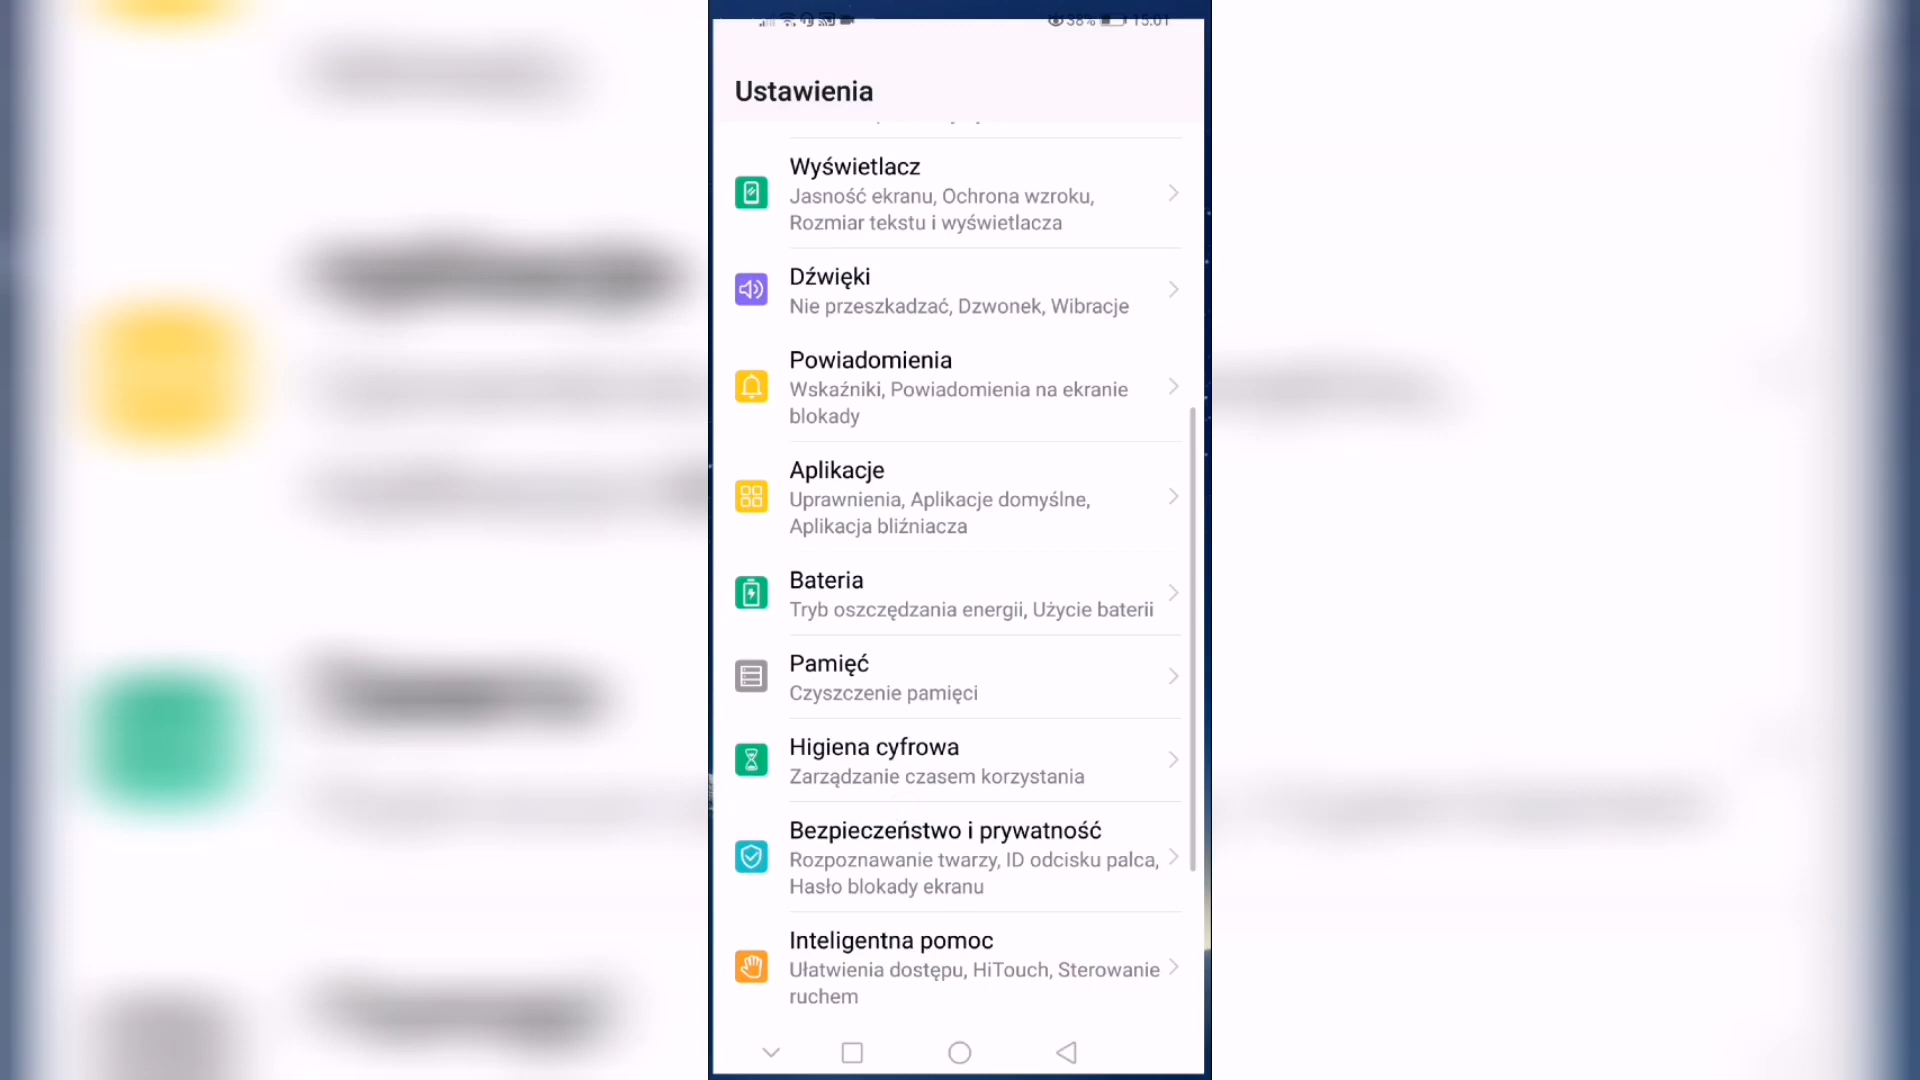 38% 15:01
Ustawienia
Wyświetlacz
Jasność ekranu, Ochrona wzroku,
Rozmiar tekstu i wyświetlacza
Dźwięki
Nie przeszkadzać, Dzwonek, Wibracje
Powiadomienia
Wskaźniki, Powiadomienia na ekranie
blokady
Aplikacje
Uprawnienia, Aplikacje domyślne,
Aplikacja bliźniacza
Bateria
Tryb oszczędzania energii, Użycie baterii
Pamięć
Czyszczenie pamięci
Higiena cyfrowa
Zarządzanie czasem korzystania
Bezpieczeństwo i prywatność
Rozpoznawanie twarzy, ID odcisku palca,
Hasło blokady ekranu
Inteligentna pomoc
Ułatwienia dostępu, HiTouch, Sterowanie
ruchem